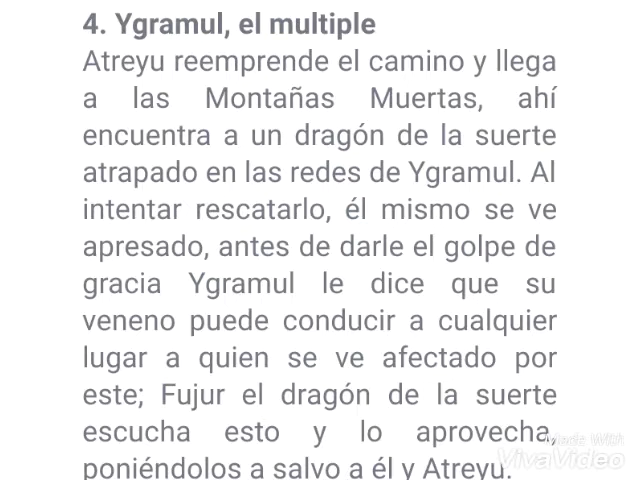 4. Ygramul, el multiple
Atreyu reemprende el camino y llega
a las Montañas Muertas, ahí
encuentra a un dragón de la suerte
atrapado en las redes de Ygramul. Al
intentar rescatarlo, él mismo se ve
apresado, antes de darle el golpe de
gracia Ygramul le dice que su
veneno puede conducir a cualquier
lugar a quien se ve afectado por
este; Fujur el dragón de la suerte
escucha esto y lo aprovecha,
poniéndolos a salvo a él y Atreyu.
Made With
VivaVideo